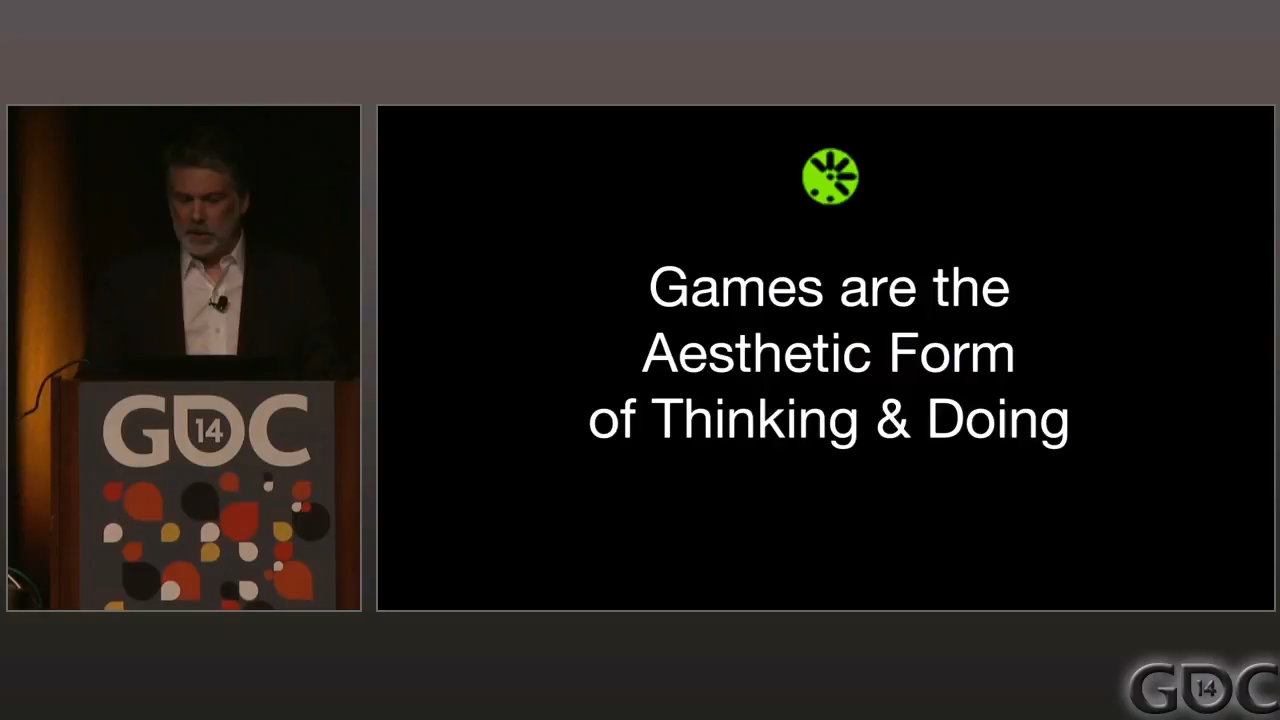 Games are the
Aesthetic Form
of Thinking & Doing
GDC
14
GDC
14